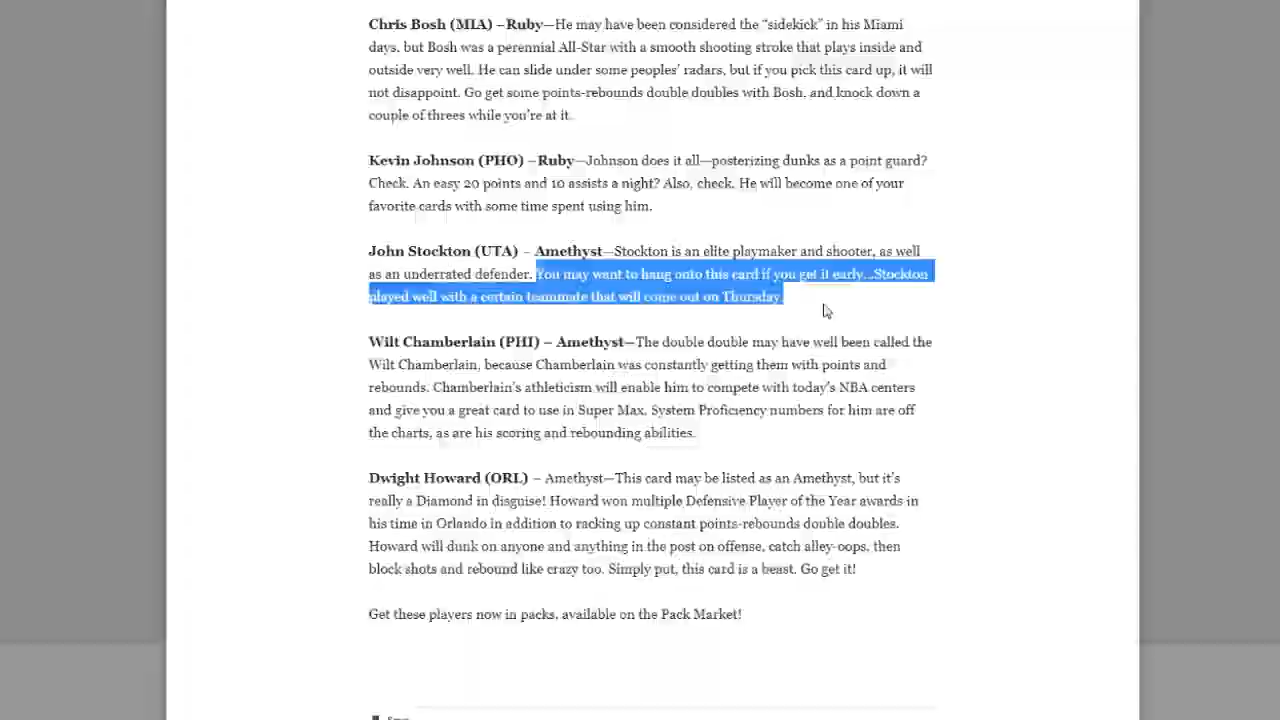 Chris Bosh (MIA) –Ruby—He may have been considered the “sidekick” in his Miami
days, but Bosh was a perennial All-Star with a smooth shooting stroke that plays inside and
outside very well. He can slide under some peoples’ radars, but if you pick this card up, it will
not disappoint. Go get some points-rebounds double doubles with Bosh, and knock down a
couple of threes while you’re at it.
Kevin Johnson (PHO) –Ruby—Johnson does it all—posterizing dunks as a point guard?
Check. An easy 20 points and 10 assists a night? Also, check. He will become one of your
favorite cards with some time spent using him.
John Stockton (UTA) – Amethyst—Stockton is an elite playmaker and shooter, as well
as an underrated defender. You may want to hang onto this card if you get it early…Stockton
played well with a certain teammate that will come out on Thursday.
Wilt Chamberlain (PHI) – Amethyst—The double double may have well been called the
Wilt Chamberlain, because Chamberlain was constantly getting them with points and
rebounds. Chamberlain’s athleticism will enable him to compete with today’s NBA centers
and give you a great card to use in Super Max. System Proficiency numbers for him are off
the charts, as are his scoring and rebounding abilities.
Dwight Howard (ORL) – Amethyst—This card may be listed as an Amethyst, but it’s
really a Diamond in disguise! Howard won multiple Defensive Player of the Year awards in
his time in Orlando in addition to racking up constant points-rebounds double doubles.
Howard will dunk on anyone and anything in the post on offense, catch alley-oops, then
block shots and rebound like crazy too. Simply put, this card is a beast. Go get it!
Get these players now in packs, available on the Pack Market!